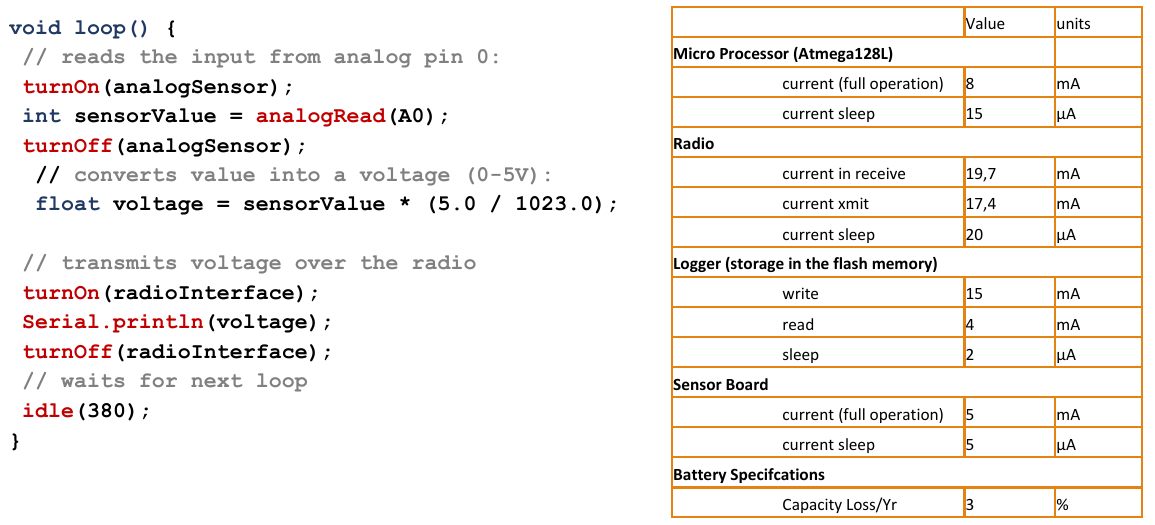 void loop() {
// reads the input from analog pin 0:
turnOn(analogSensor);
int sensorValue = analogRead(A0);
turnOff(analogSensor);
// converts value into a voltage (0-5V):
float voltage = sensorValue * (5.0 / 1023.0);
// transmits voltage over the radio
turnOn(radioInterface);
Serial.println(voltage);
turnOff(radioInterface);
// waits for next loop
idle(380);
}
Value units
Micro Processor (Atmega128L)
current (full operation) 8 mA
current sleep 15 µA
Radio
current in receive 19,7 mA
current xmit 17,4 mA
current sleep 20 µA
Logger (storage in the flash memory)
write 15 mA
read 4 mA
sleep 2 µA
Sensor Board
current (full operation) 5 mA
current sleep 5 µA
Battery Specifcations
Capacity Loss/Yr 3 %